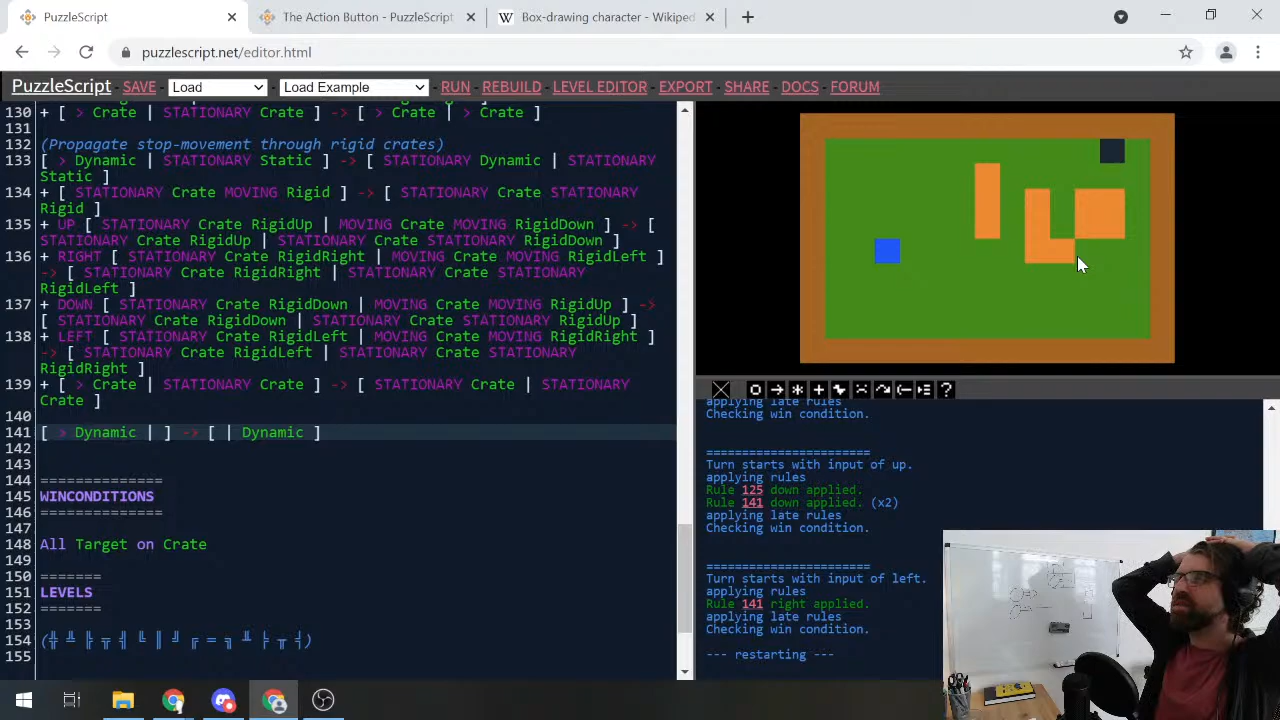 PuzzleScript
The Action Button - PuzzleScript
Box-drawing character - Wikiped
puzzlescript.net/editor.html
PuzzleScript - SAVE - Load - Load Example - RUN - REBUILD - LEVEL EDITOR - EXPORT - SHARE - DOCS - FORUM
130 + [ > Crate | STATIONARY Crate ] -> [ > Crate | > Crate ]
131
132 (Propagate stop-movement through rigid crates)
133 [ > Dynamic | STATIONARY Static ] -> [ STATIONARY Dynamic | STATIONARY
Static ]
134 + [ STATIONARY Crate MOVING Rigid ] -> [ STATIONARY Crate STATIONARY
Rigid ]
135 + UP [ STATIONARY Crate RigidUp | MOVING Crate MOVING RigidDown ] -> [
STATIONARY Crate RigidUp | STATIONARY Crate STATIONARY RigidDown ]
136 + RIGHT [ STATIONARY Crate RigidRight | MOVING Crate MOVING RigidLeft ]
-> [ STATIONARY Crate RigidRight | STATIONARY Crate STATIONARY
RigidLeft ]
137 + DOWN [ STATIONARY Crate RigidDown | MOVING Crate MOVING RigidUp ] ->
[ STATIONARY Crate RigidDown | STATIONARY Crate STATIONARY RigidUp ]
138 + LEFT [ STATIONARY Crate RigidLeft | MOVING Crate MOVING RigidRight ]
-> [ STATIONARY Crate RigidLeft | STATIONARY Crate STATIONARY
RigidRight ]
139 + [ > Crate | STATIONARY Crate ] -> [ STATIONARY Crate | STATIONARY
Crate ]
140
141 [ > Dynamic | ] -> [ | Dynamic ]
142
143
144 ==============
145 WINCONDITIONS
146 ==============
147
148 All Target on Crate
149
150 =======
151 LEVELS
152 =======
153
154
155
applying late rules
Checking win condition.
=======================
Turn starts with input of up.
applying rules
Rule 125 down applied.
Rule 141 down applied. (x2)
applying late rules
Checking win condition.
=======================
Turn starts with input of left.
applying rules
Rule 141 right applied.
applying late rules
Checking win condition.
--- restarting ---